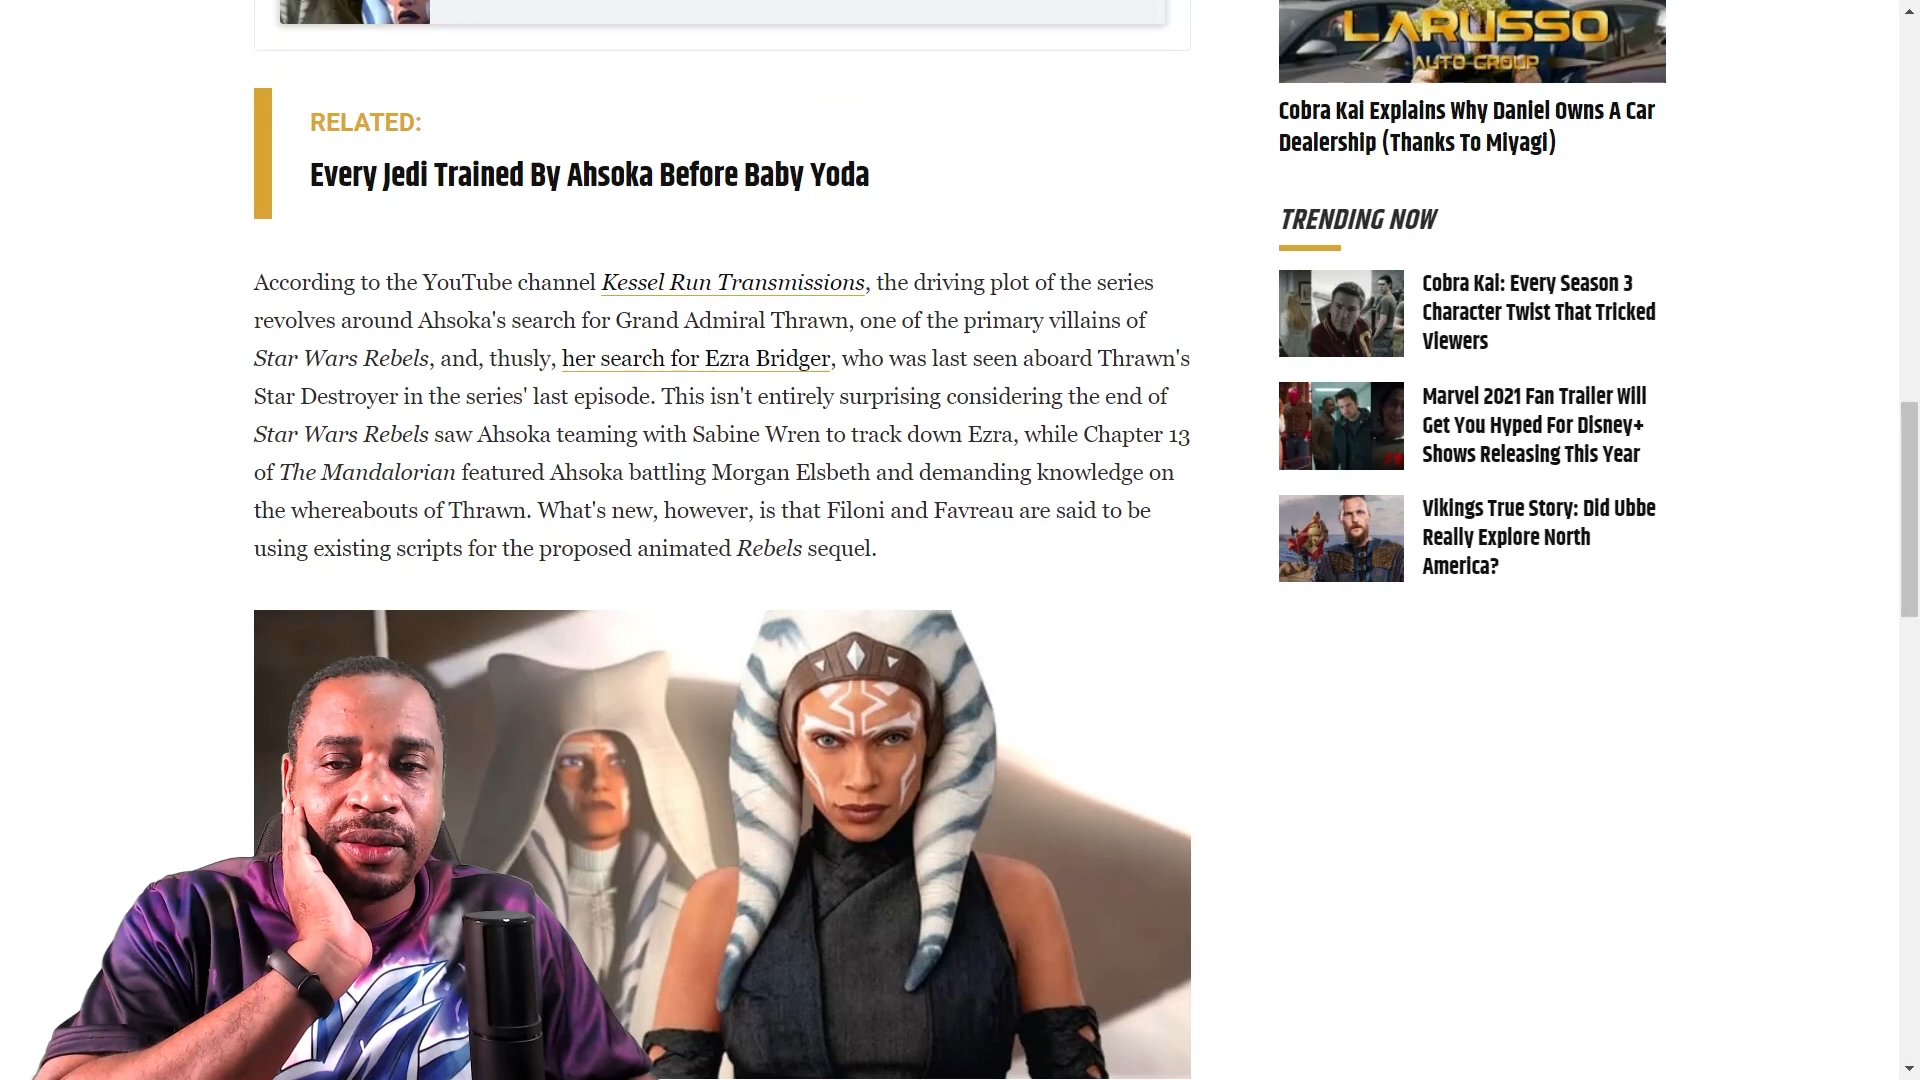 RELATED:
Every Jedi Trained By Ahsoka Before Baby Yoda
According to the YouTube channel Kessel Run Transmissions, the driving plot of the series
revolves around Ahsoka's search for Grand Admiral Thrawn, one of the primary villains of
Star Wars Rebels, and, thusly, her search for Ezra Bridger, who was last seen aboard Thrawn's
Star Destroyer in the series' last episode. This isn't entirely surprising considering the end of
Star Wars Rebels saw Ahsoka teaming with Sabine Wren to track down Ezra, while Chapter 13
of The Mandalorian featured Ahsoka battling Morgan Elsbeth and demanding knowledge on
the whereabouts of Thrawn. What's new, however, is that Filoni and Favreau are said to be
using existing scripts for the proposed animated Rebels sequel.
LARUSSO
AUTO GROUP
Cobra Kai Explains Why Daniel Owns A Car
Dealership (Thanks To Miyagi)
TRENDING NOW
Cobra Kai: Every Season 3
Character Twist That Tricked
Viewers
Marvel 2021 Fan Trailer Will
Get You Hyped For Disney+
Shows Releasing This Year
Vikings True Story: Did Ubbe
Really Explore North
America?